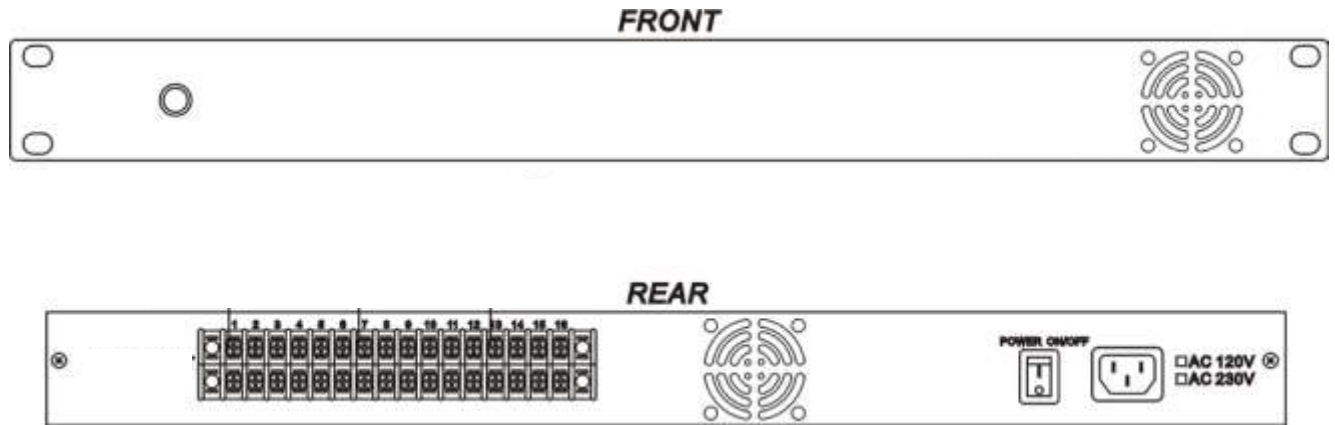 FRONT
REAR
1 2 3 4 5 6 7 8 9 10 11 12 13 14 15 16
POWER ON/OFF
□AC 120V
□AC 230V